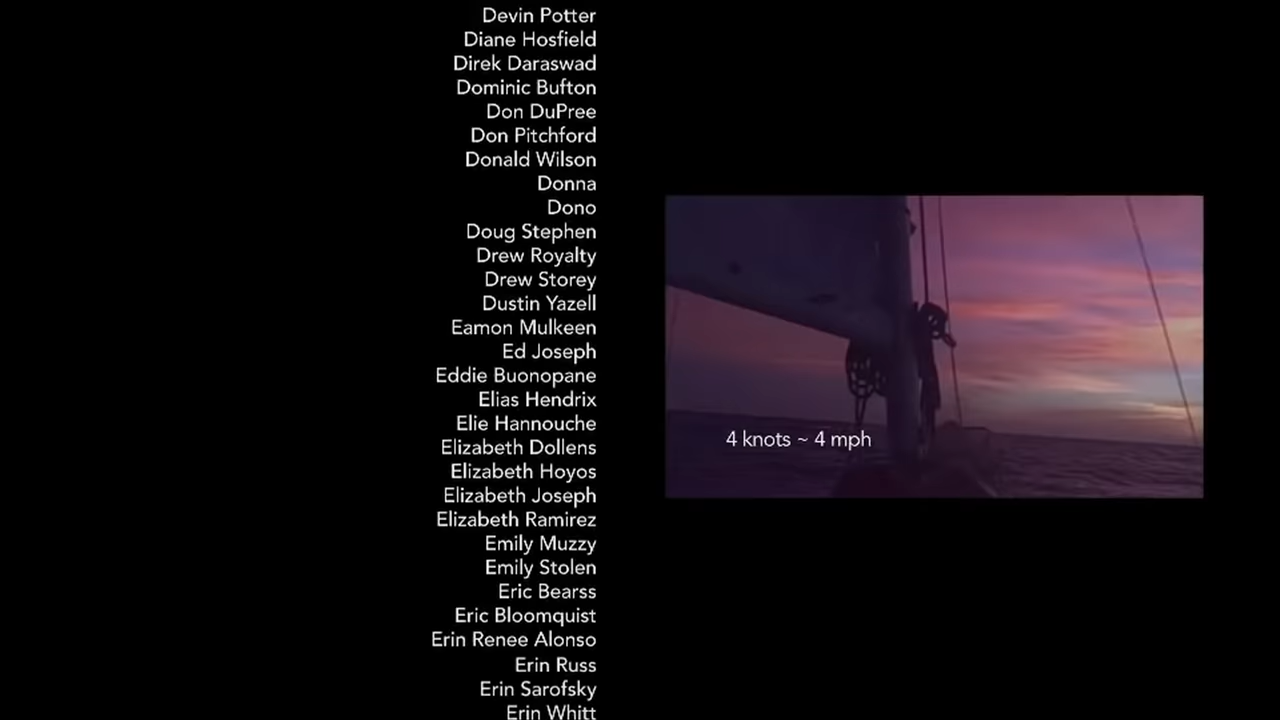 Devin Potter
Diane Hosfield
Direk Daraswad
Dominic Bufton
Don DuPree
Don Pitchford
Donald Wilson
Donna
Dono
Doug Stephen
Drew Royalty
Drew Storey
Dustin Yazell
Eamon Mulkeen
Ed Joseph
Eddie Buonopane
Elias Hendrix
Elie Hannouche
Elizabeth Dollens
Elizabeth Hoyos
Elizabeth Joseph
Elizabeth Ramirez
Emily Muzzy
Emily Stolen
Eric Bearss
Eric Bloomquist
Erin Renee Alonso
Erin Russ
Erin Sarofsky
Erin Whitt
4 knots ~ 4 mph